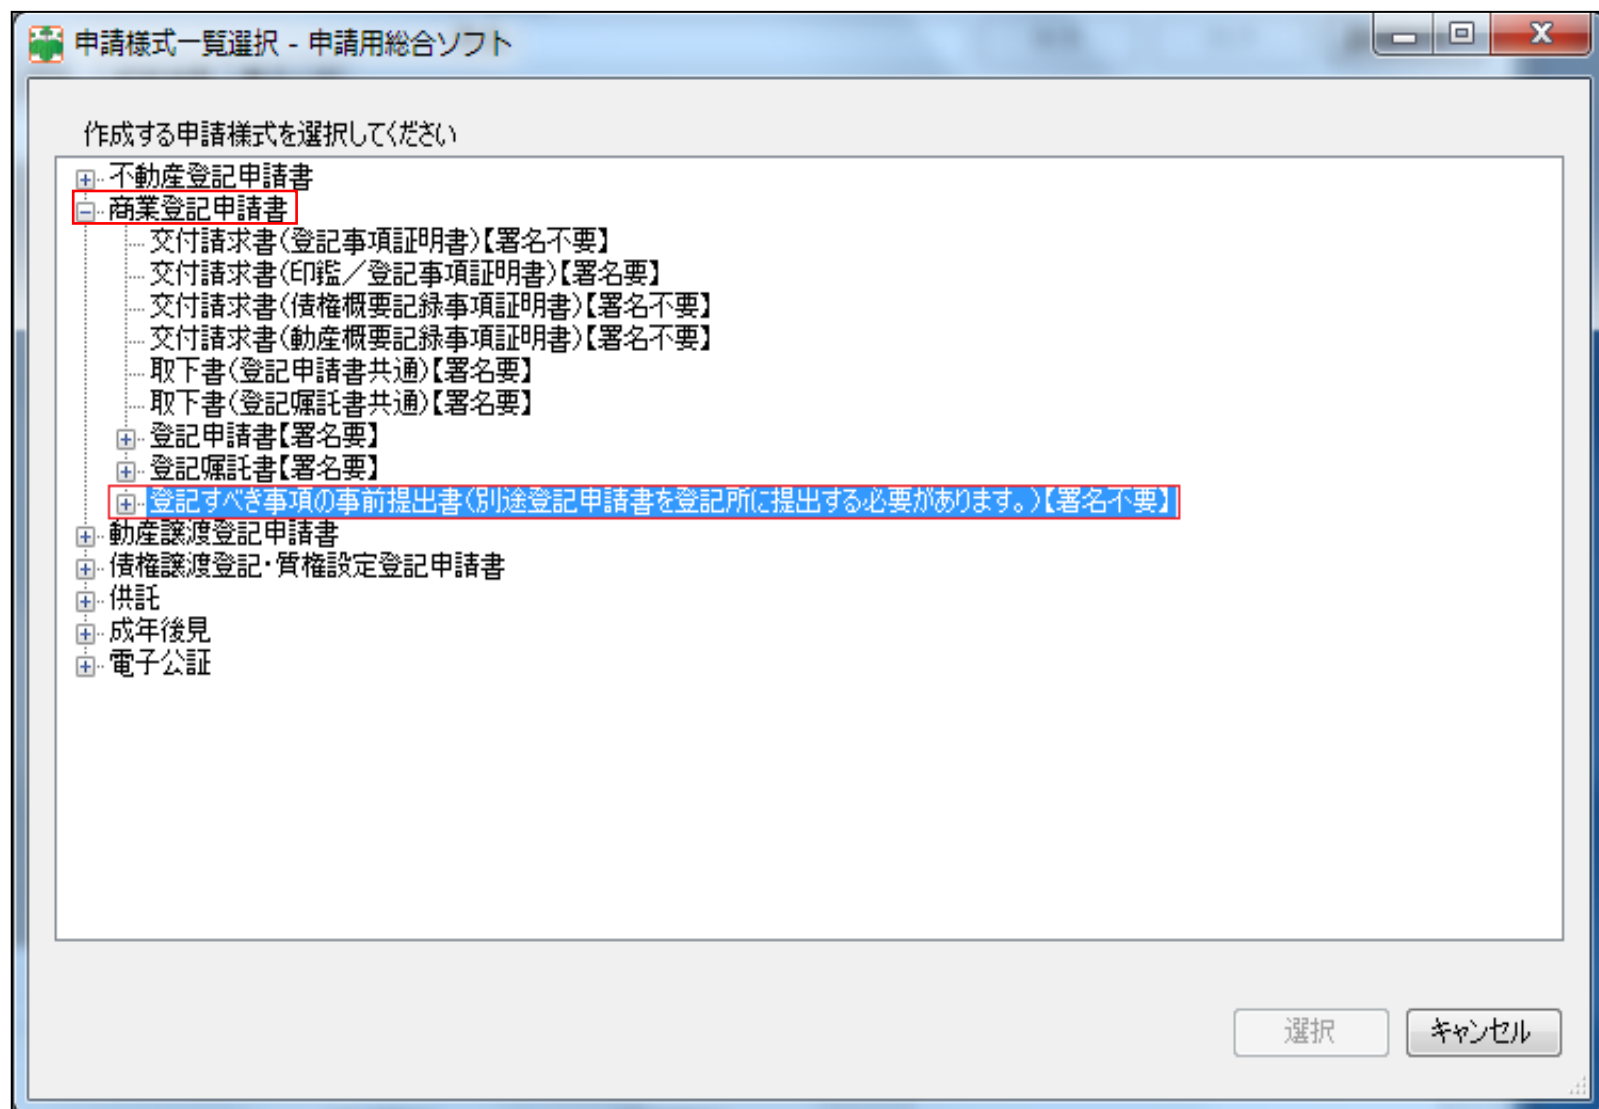 申請様式一覧選択 - 申請用総合ソフト
作成する申請様式を選択してください
不動産登記申請書
商業登記申請書
交付請求書(登記事項証明書)【署名不要】
交付請求書(印鑑／登記事項証明書)【署名要】
交付請求書(債権概要記録事項証明書)【署名不要】
交付請求書(動産概要記録事項証明書)【署名不要】
取下書(登記申請書共通)【署名要】
取下書(登記嘱託書共通)【署名要】
登記申請書【署名要】
登記嘱託書【署名要】
登記すべき事項の事前提出書(別途登記申請書を登記所に提出する必要があります。)【署名不要】
動産譲渡登記申請書
債権譲渡登記・質権設定登記申請書
供託
成年後見
電子公証
選択
キャンセル